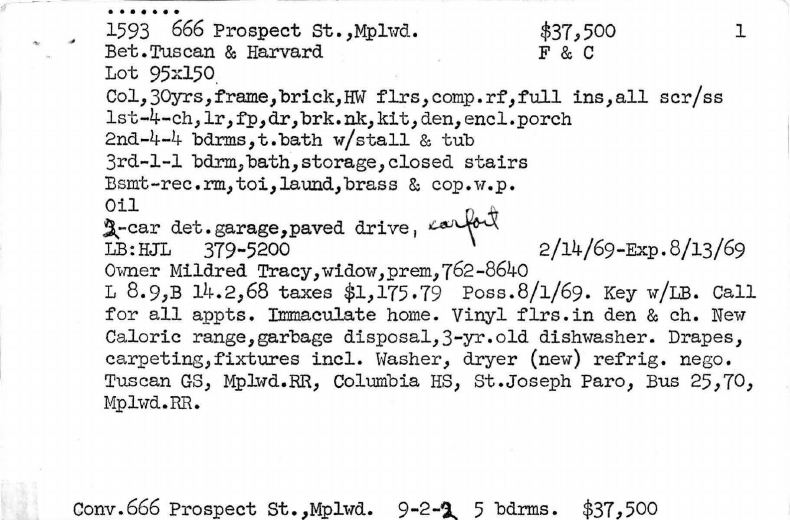 1593 666 Prospect St.,Mplwd. $37,500 1
Bet.Tuscan & Harvard F & C
Lot 95x150
Col,30yrs,frame,brick,HW flrs,comp.rf,full ins,all scr/ss
1st-4-ch,lr,fp,dr,brk.nk,kit,den,encl.porch
2nd-4-4 bdrms,t.bath w/stall & tub
3rd-1-1 bdrm,bath,storage,closed stairs
Bsmt-rec.rm,toi,laund,brass & cop.w.p.
Oil
2-car det.garage,paved drive, carport
LB:HJL 379-5200 2/14/69-Exp.8/13/69
Owner Mildred Tracy,widow,prem,762-8640
L 8.9,B 14.2,68 taxes $1,175.79 Poss.8/1/69. Key w/LB. Call
for all appts. Immaculate home. Vinyl flrs.in den & ch. New
Caloric range,garbage disposal,3-yr.old dishwasher. Drapes,
carpeting,fixtures incl. Washer, dryer (new) refrig. nego.
Tuscan GS, Mplwd.RR, Columbia HS, St.Joseph Paro, Bus 25,70,
Mplwd.RR.
Conv.666 Prospect St.,Mplwd. 9-2-2 5 bdrms. $37,500